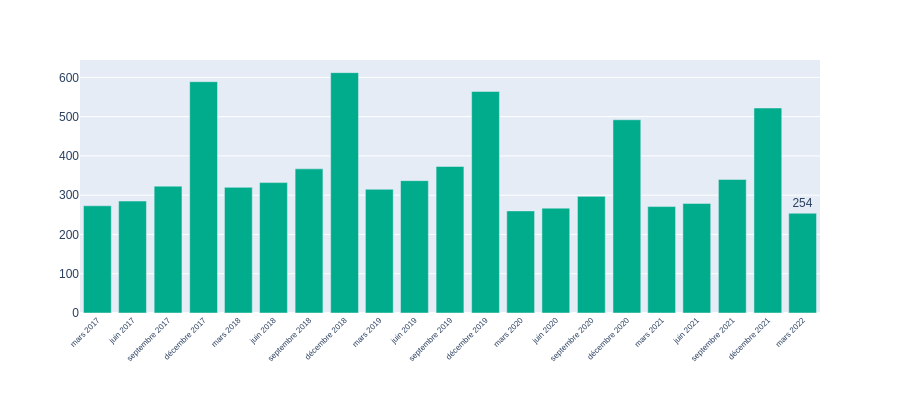 600
500
400
300
200
100
0
254
mars 2017
juin 2017
septembre 2017
décembre 2017
mars 2018
juin 2018
septembre 2018
décembre 2018
mars 2019
juin 2019
septembre 2019
décembre 2019
mars 2020
juin 2020
septembre 2020
décembre 2020
mars 2021
juin 2021
septembre 2021
décembre 2021
mars 2022